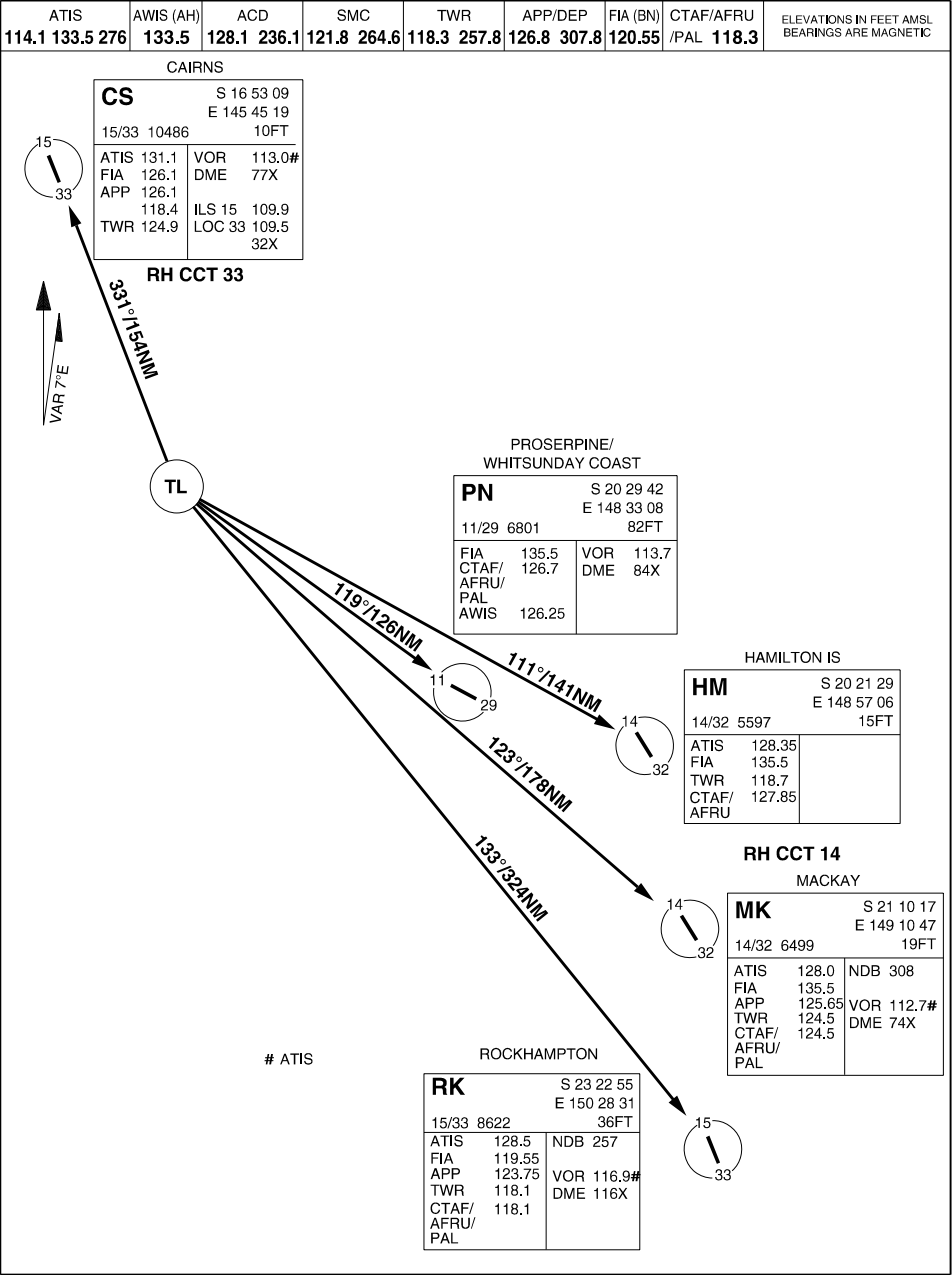 ATIS AWIS (AH) ACD SMC TWR APP/DEP FIA (BN) CTAF/AFRU ELEVATIONS IN FEET AMSL
114.1 133.5 276 133.5 128.1 236.1 121.8 264.6 118.3 257.8 126.8 307.8 120.55 /PAL 118.3 BEARINGS ARE MAGNETIC
CAIRNS
CS S 16 53 09
E 145 45 19
15/33 10486 10FT
ATIS 131.1 VOR 113.0#
FIA 126.1 DME 77X
APP 126.1
118.4 ILS 15 109.9
TWR 124.9 LOC 33 109.5
32X
15
33
RH CCT 33
331°/154NM
VAR 7°E
TL
PROSERPINE/
WHITSUNDAY COAST
PN S 20 29 42
E 148 33 08
11/29 6801 82FT
FIA 135.5 VOR 113.7
CTAF/ 126.7 DME 84X
AFRU/
PAL
AWIS 126.25
119°/126NM
11
29
111°/141NM
HAMILTON IS
HM S 20 21 29
E 148 57 06
14/32 5597 15FT
ATIS 128.35
FIA 135.5
TWR 118.7
CTAF/ 127.85
AFRU
14
32
RH CCT 14
123°/178NM
MACKAY
MK S 21 10 17
E 149 10 47
14/32 6499 19FT
ATIS 128.0 NDB 308
FIA 135.5
APP 125.65 VOR 112.7#
TWR 124.5 DME 74X
CTAF/ 124.5
AFRU/
PAL
14
32
133°/324NM
# ATIS
ROCKHAMPTON
RK S 23 22 55
E 150 28 31
15/33 8622 36FT
ATIS 128.5 NDB 257
FIA 119.55
APP 123.75 VOR 116.9#
TWR 118.1 DME 116X
CTAF/ 118.1
AFRU/
PAL
15
33